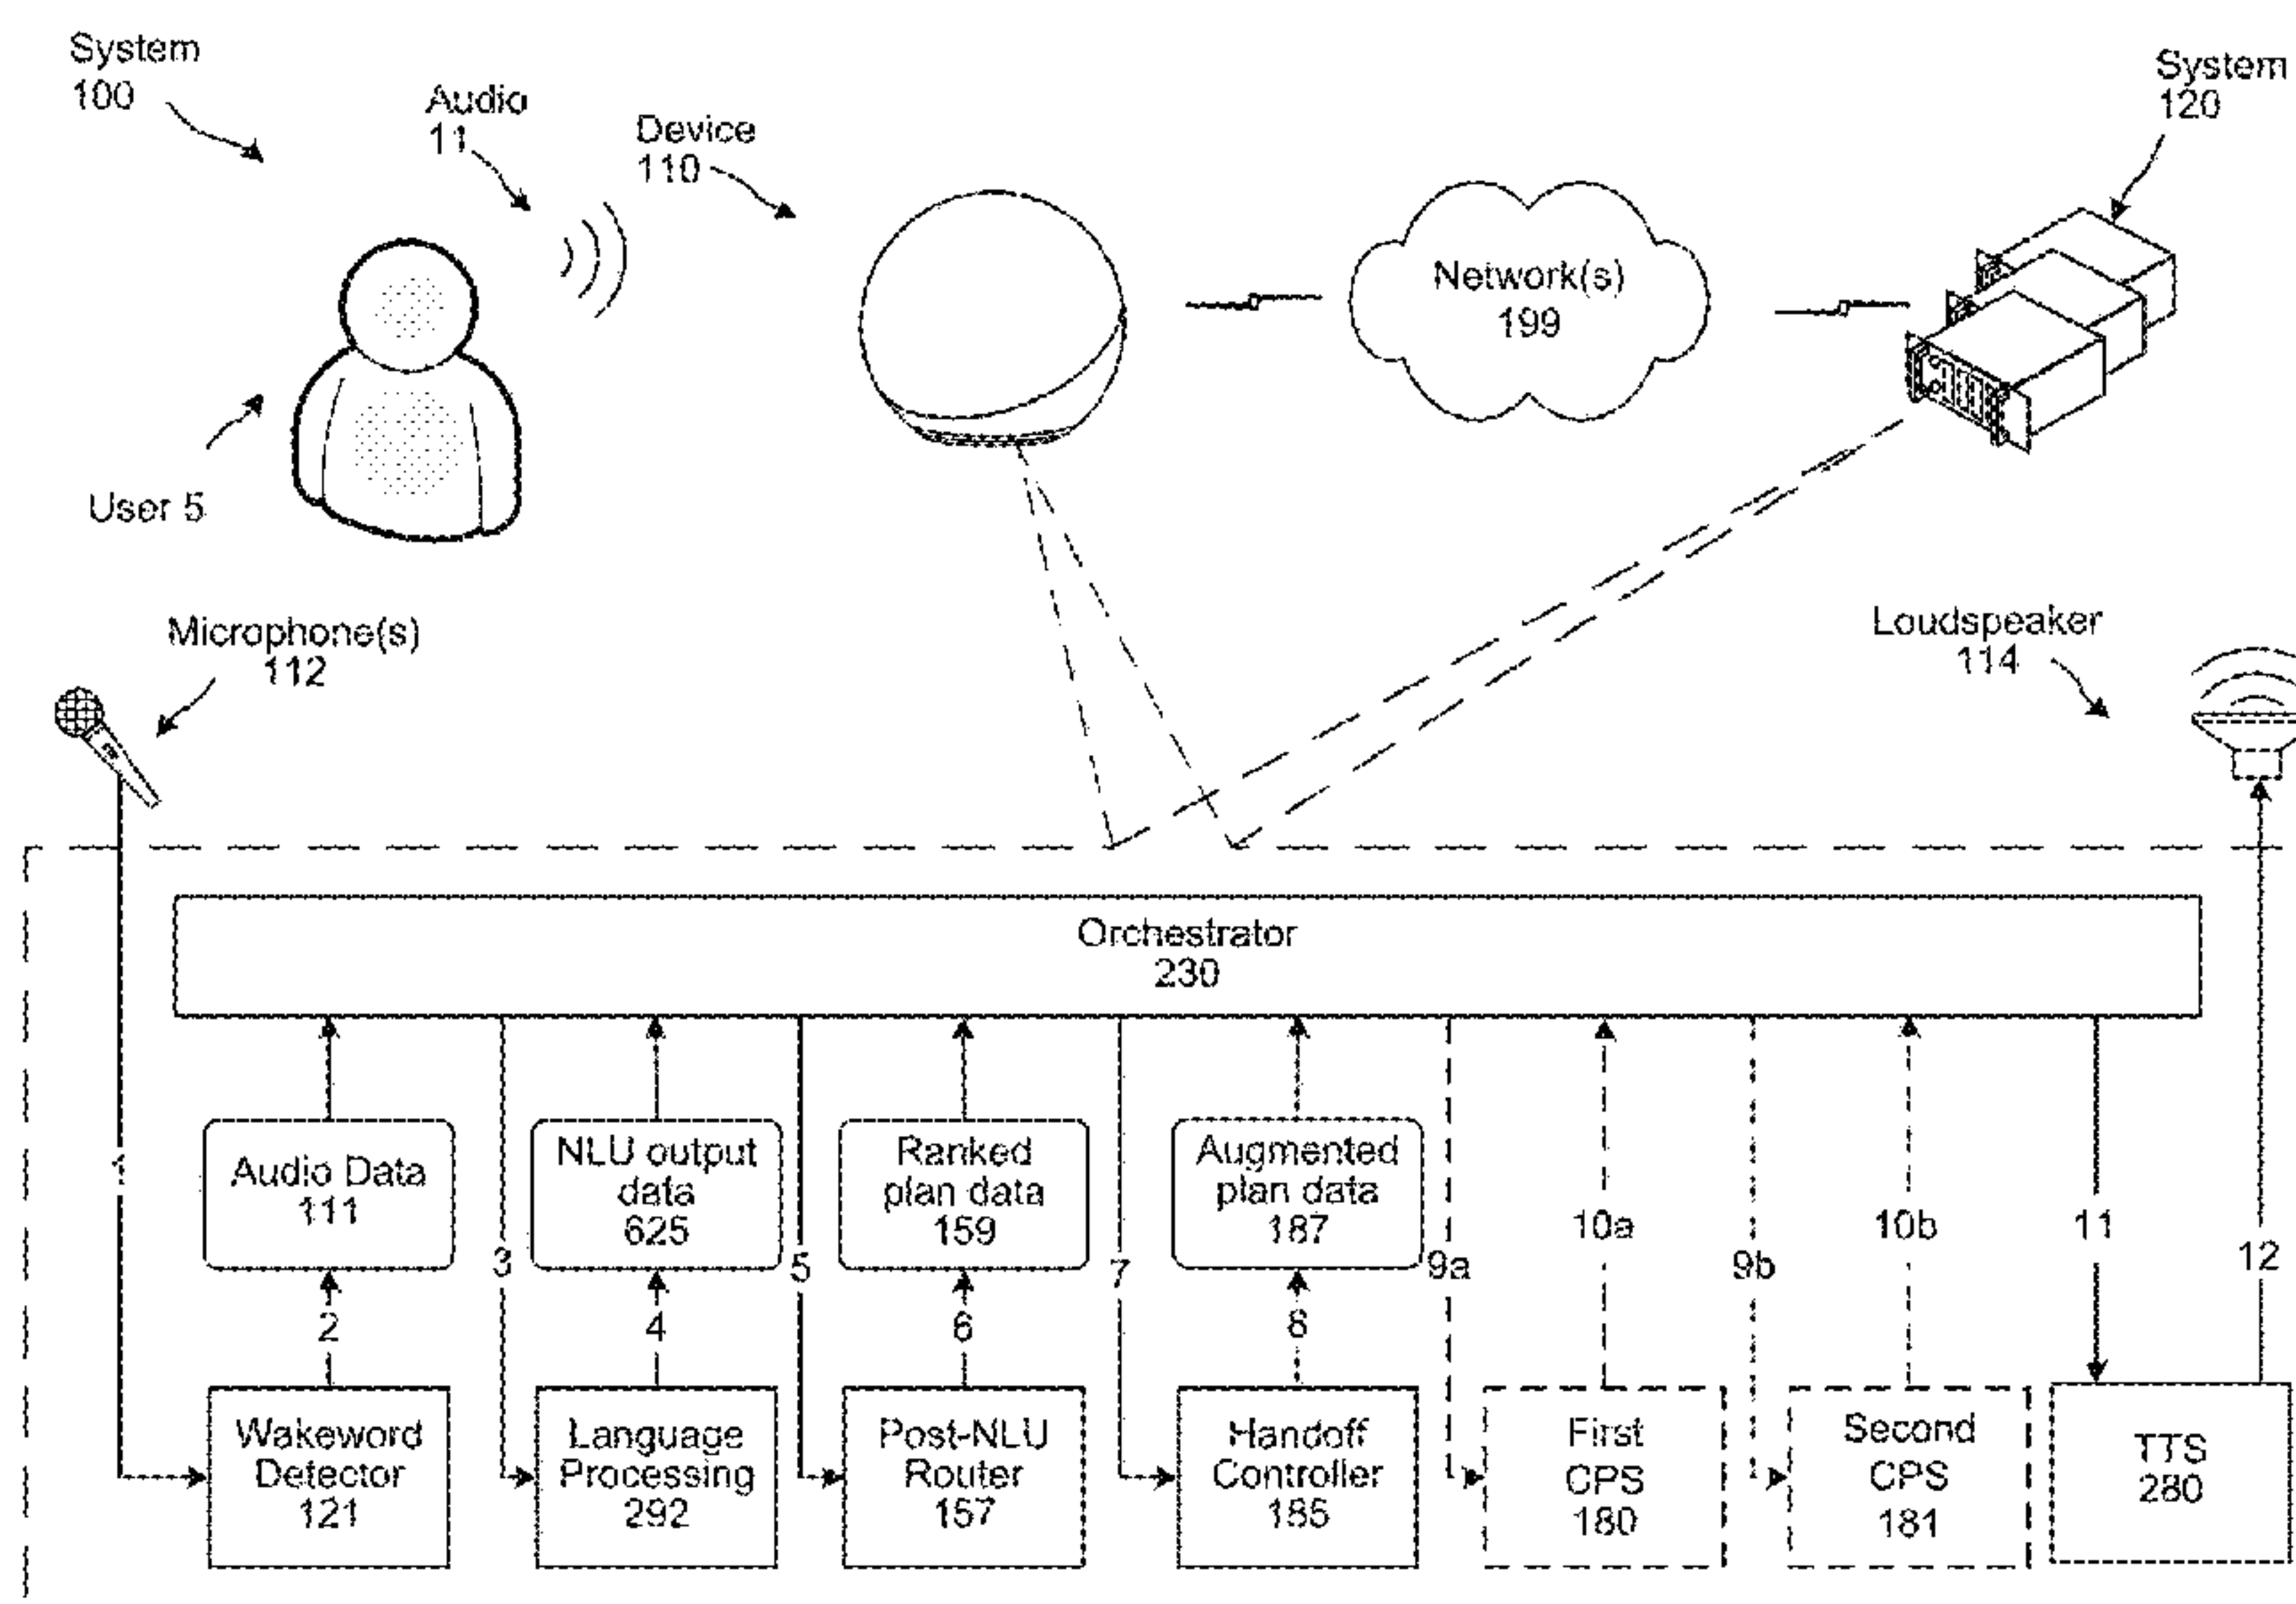 System
100
Audio
11
Device
110
System
120
Network(s)
199
User 5
Microphone(s)
112
Loudspeaker
114
Orchestrator
230
Audio Data
111
NLU output
data
625
Ranked
plan data
159
Augmented
plan data
187
1
2
3
4
5
6
7
8
9a
10a
9b
10b
11
12
Wakeword
Detector
121
Language
Processing
292
Post-NLU
Router
157
Handoff
Controller
185
First
CPS
180
Second
CPS
181
TTS
280